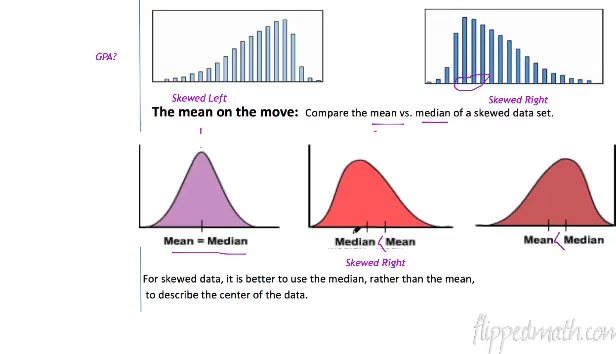 GPA?
Skewed Left
Skewed Right
The mean on the move: Compare the mean vs. median of a skewed data set.
Mean = Median
Median < Mean
Mean < Median
Skewed Right
For skewed data, it is better to use the median, rather than the mean,
to describe the center of the data.
flippedmath.com